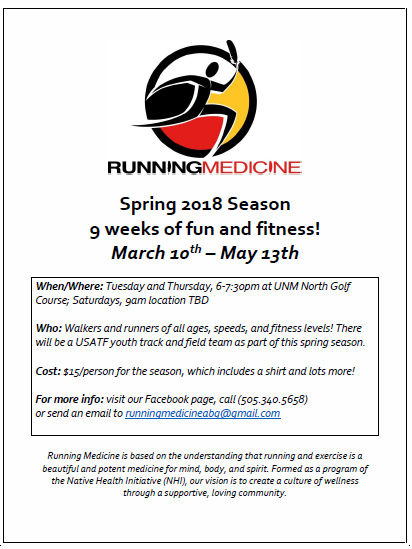 RUNNINGMEDICINE
Spring 2018 Season
9 weeks of fun and fitness!
March 10th – May 13th
When/Where: Tuesday and Thursday, 6-7:30pm at UNM North Golf
Course; Saturdays, 9am location TBD
Who: Walkers and runners of all ages, speeds, and fitness levels! There
will be a USATF youth track and field team as part of this spring season.
Cost: $15/person for the season, which includes a shirt and lots more!
For more info: visit our Facebook page, call (505.340.5658)
or send an email to runningmedicineabq@gmail.com
Running Medicine is based on the understanding that running and exercise is a
beautiful and potent medicine for mind, body, and spirit. Formed as a program of
the Native Health Initiative (NHI), our vision is to create a culture of wellness
through a supportive, loving community.